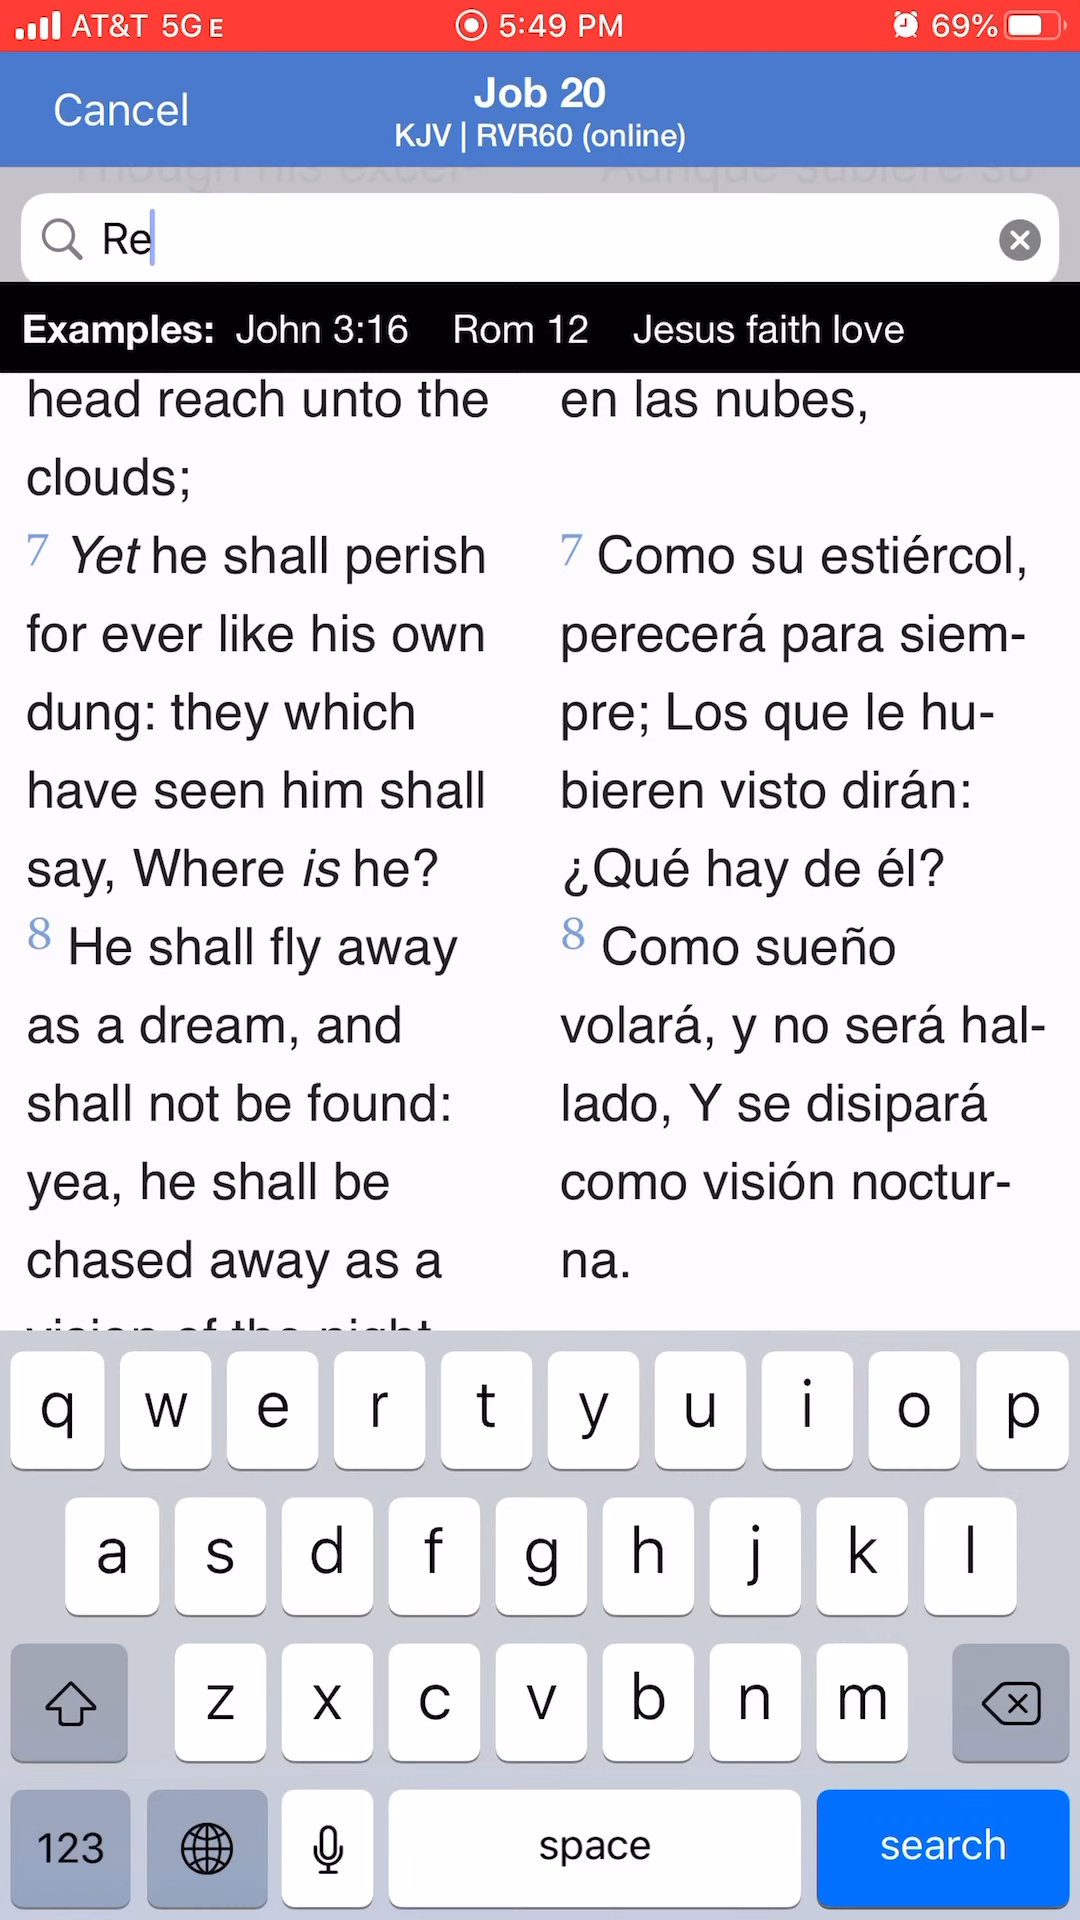 AT&T 5GE 5:49 PM 69%
Cancel Job 20
KJV | RVR60 (online)
Re
Examples: John 3:16 Rom 12 Jesus faith love
head reach unto the
clouds;
7 Yet he shall perish
for ever like his own
dung: they which
have seen him shall
say, Where is he?
8 He shall fly away
as a dream, and
shall not be found:
yea, he shall be
chased away as a
vision of the night
en las nubes,
7 Como su estiércol,
perecerá para siem-
pre; Los que le hu-
bieren visto dirán:
¿Qué hay de él?
8 Como sueño
volará, y no será hal-
lado, Y se disipará
como visión noctur-
na.
q w e r t y u i o p
a s d f g h j k l
z x c v b n m
123 space search